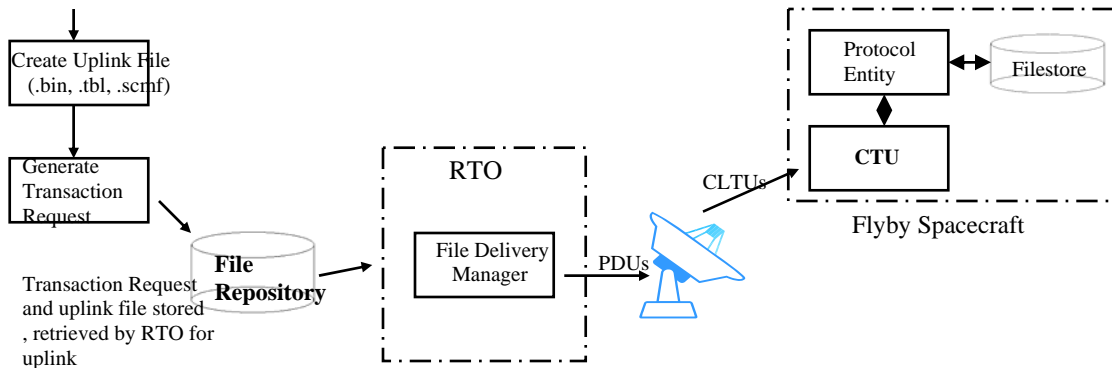 Create Uplink File
(.bin, .tbl, .scmf)
Generate
Transaction
Request
Transaction Request
and uplink file stored
, retrieved by RTO for
uplink
File
Repository
RTO
File Delivery
Manager
PDUs
CLTUs
Protocol
Entity
Filestore
CTU
Flyby Spacecraft